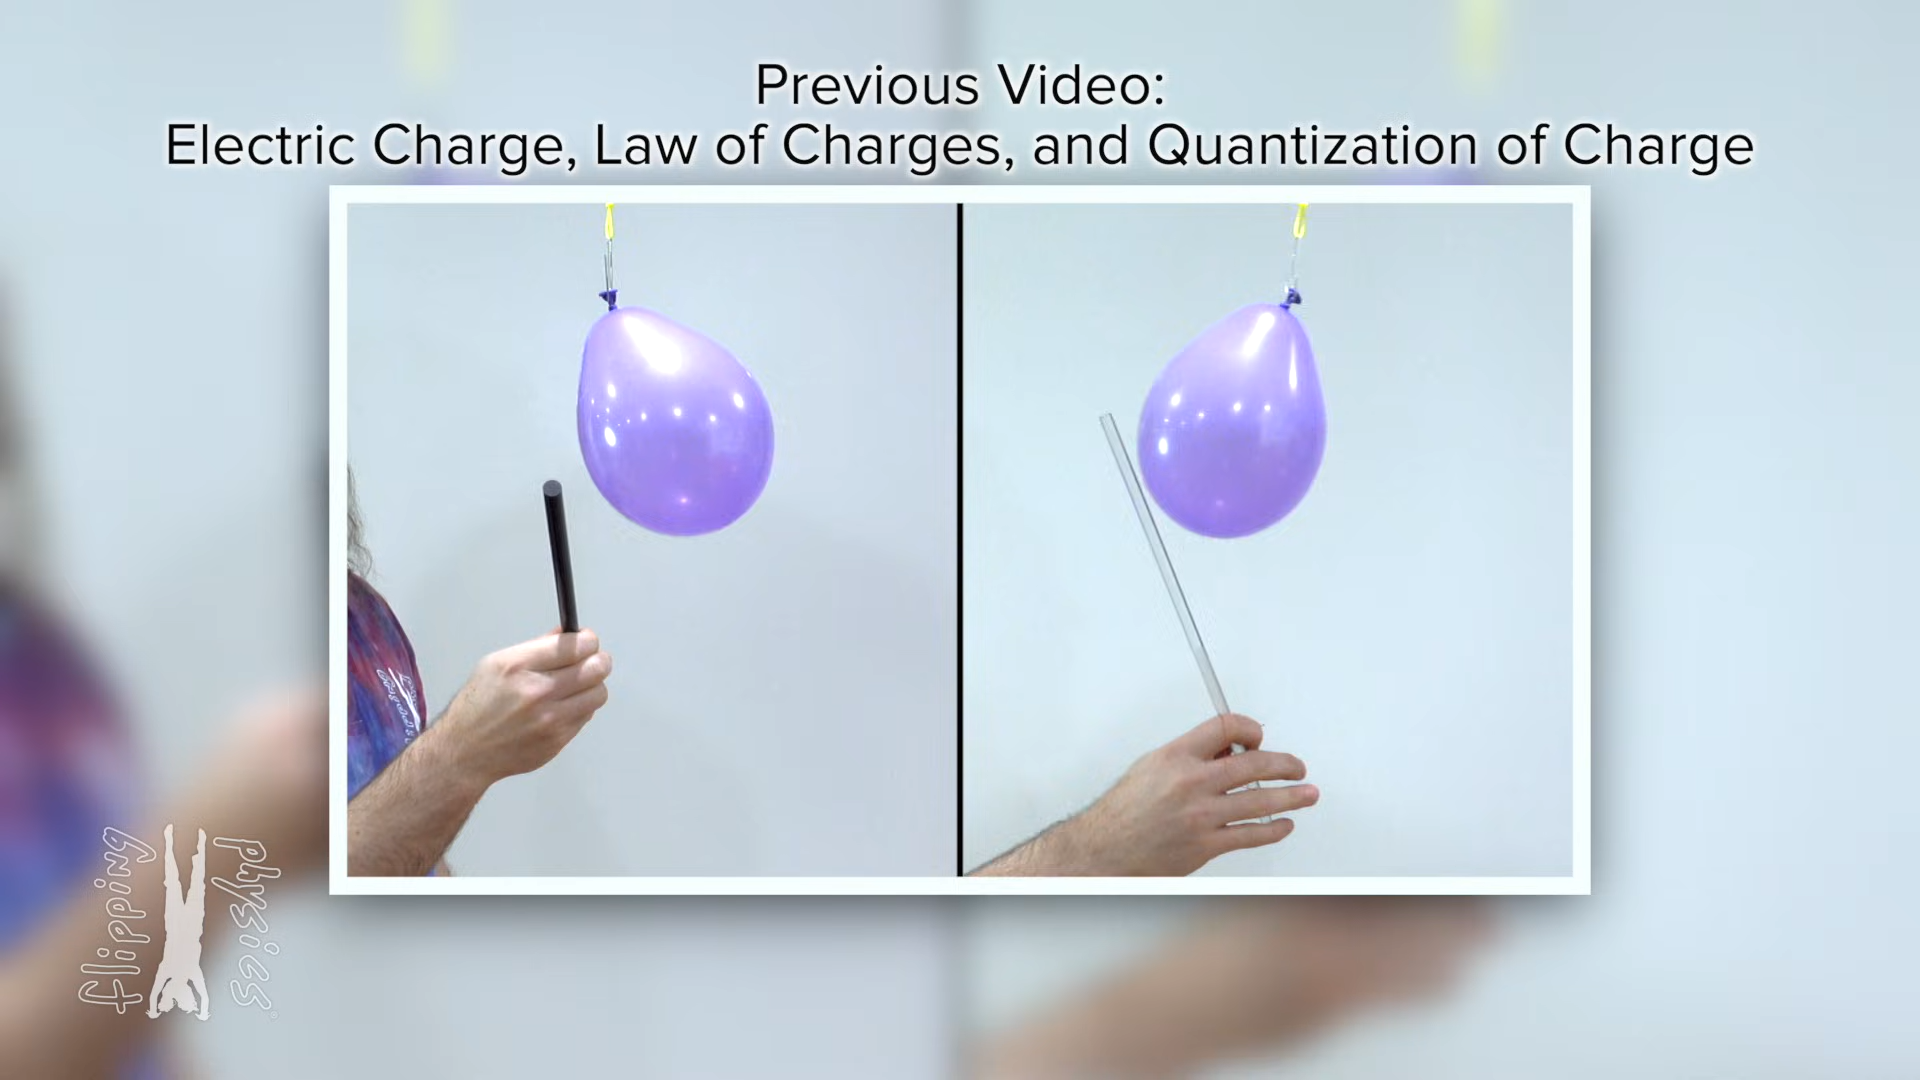 Previous Video:
Electric Charge, Law of Charges, and Quantization of Charge
flipping
physics